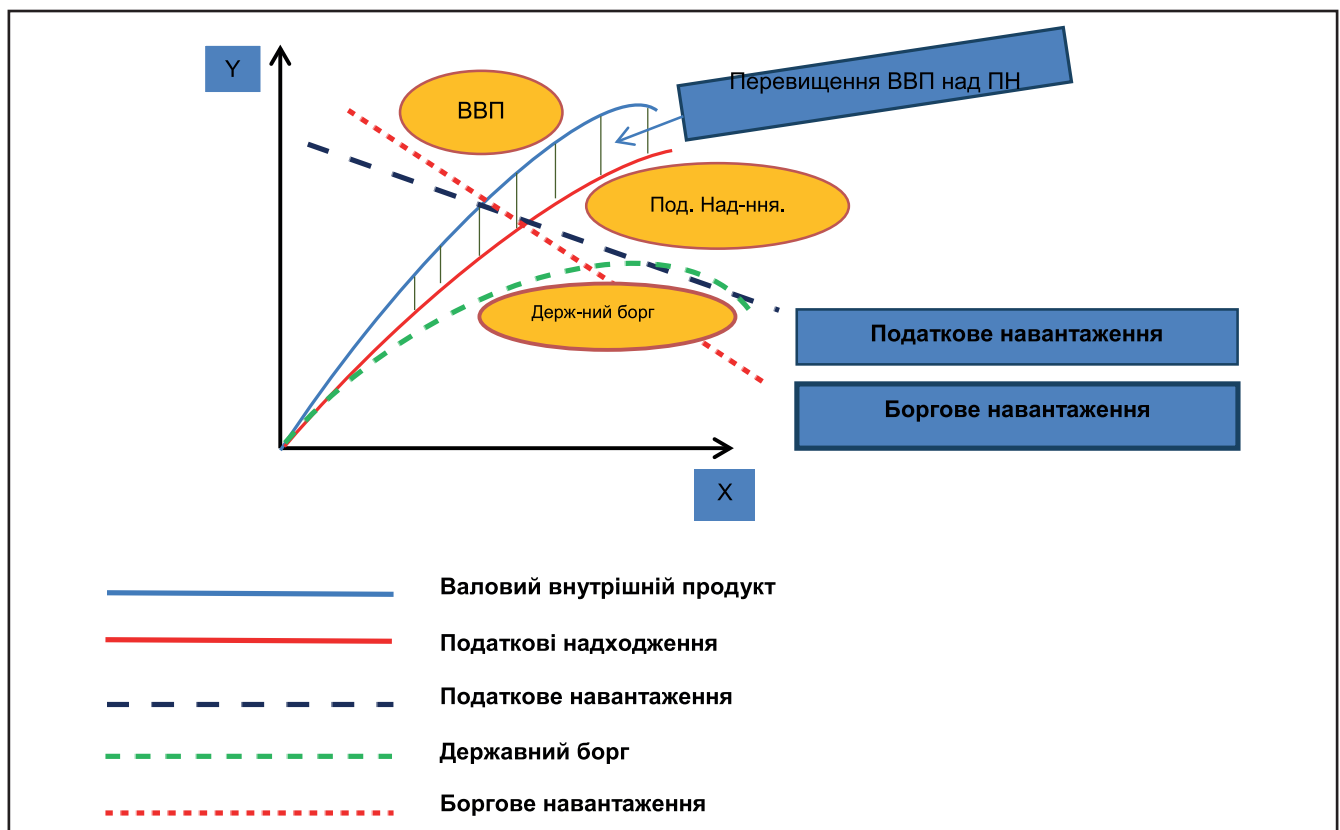 Y
ВВП
Перевищення ВВП над ПН
Под. Над-ння.
Держ-ний борг
Податкове навантаження
Боргове навантаження
X
Валовий внутрішній продукт
Податкові надходження
Податкове навантаження
Державний борг
Боргове навантаження